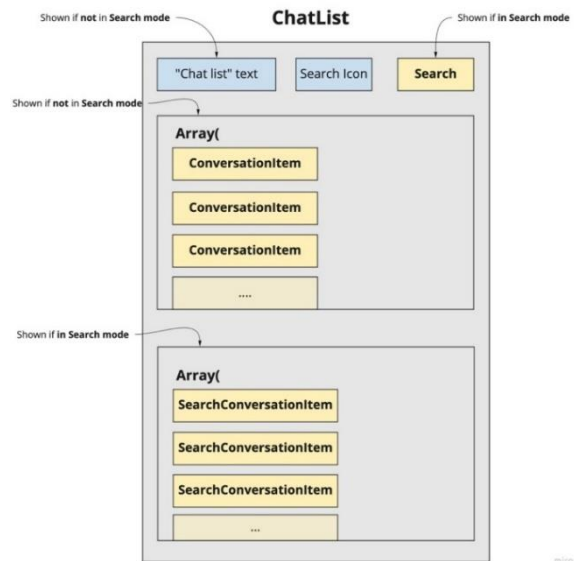 ChatList
Shown if not in Search mode
Shown if in Search mode
"Chat list" text
Search Icon
Search
Shown if not in Search mode
Array(
ConversationItem
ConversationItem
ConversationItem
....
Shown if in Search mode
Array(
SearchConversationItem
SearchConversationItem
SearchConversationItem
...